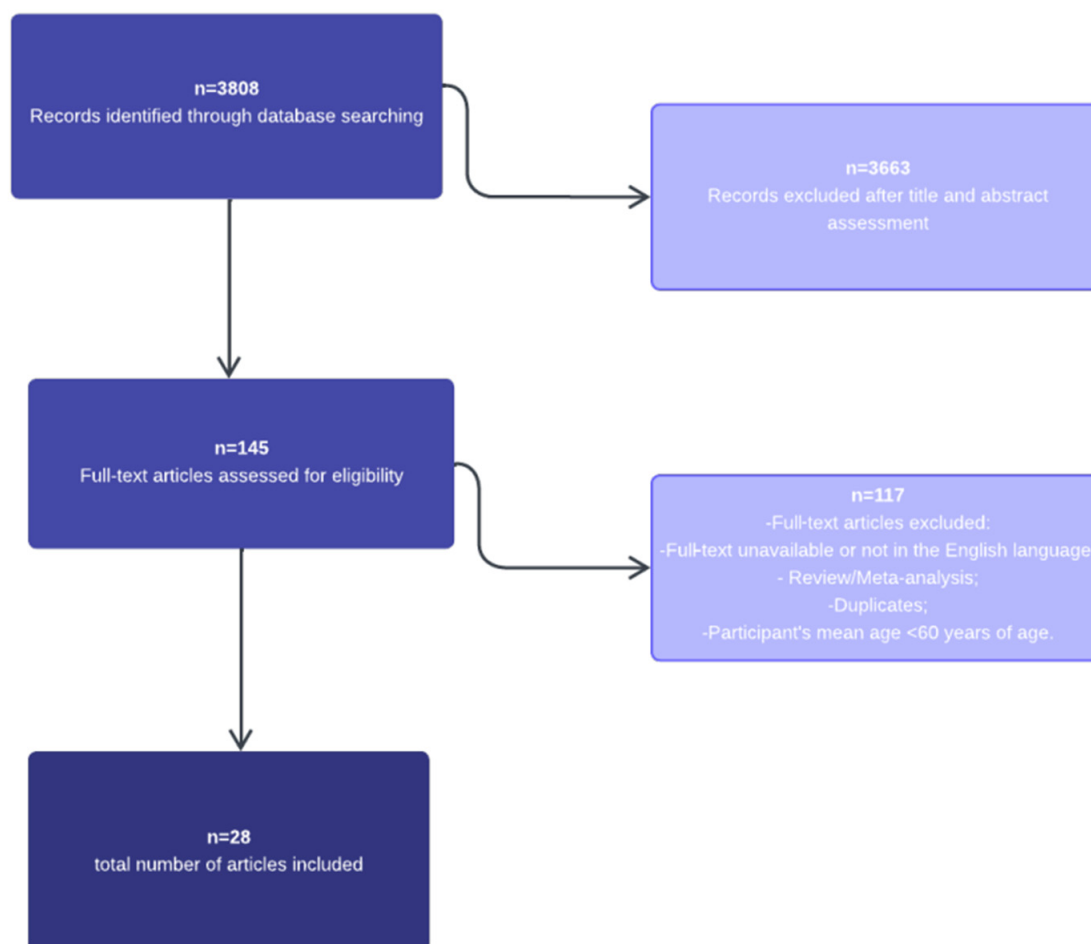 n=3808
Records identified through database searching
n=3663
Records excluded after title and abstract
assessment
n=145
Full-text articles assessed for eligibility
n=117
-Full-text articles excluded:
-Full-text unavailable or not in the English language
- Review/Meta-analysis;
-Duplicates;
-Participant's mean age <60 years of age.
n=28
total number of articles included